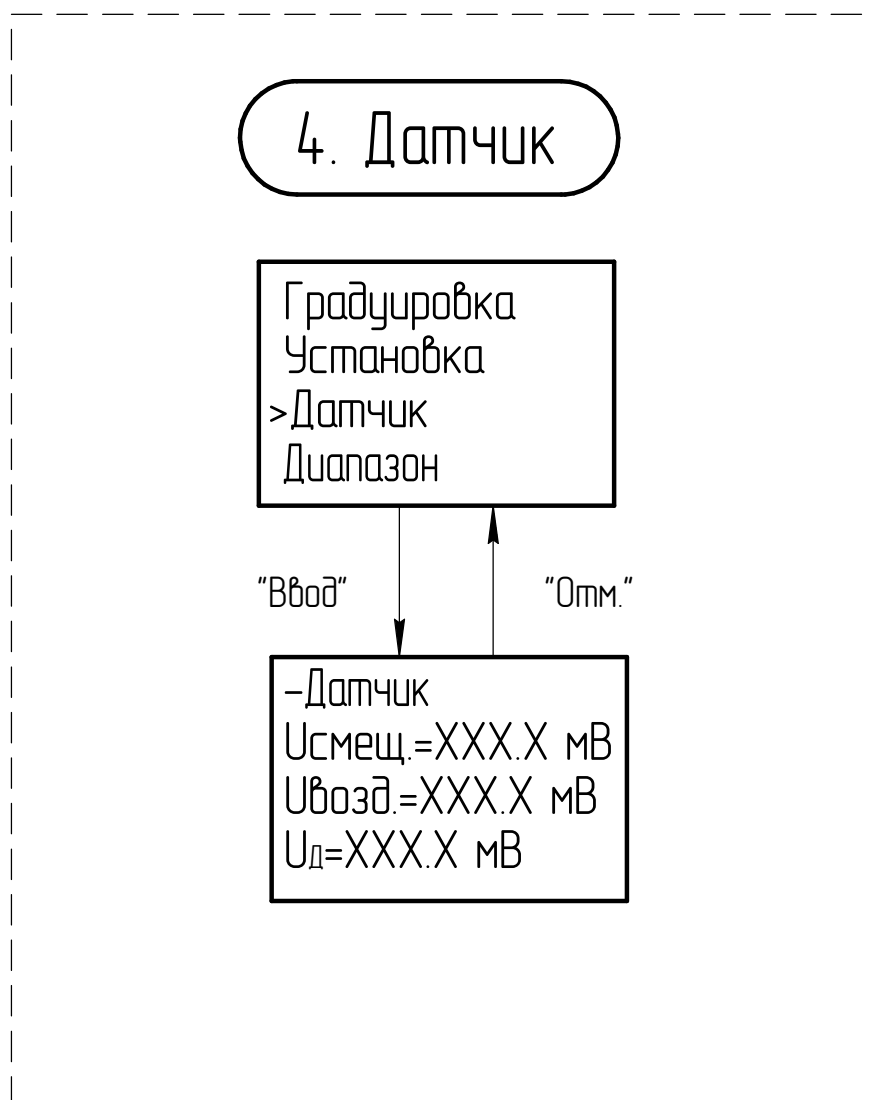 4. Датчик
Градуировка
Установка
>Датчик
Диапазон
"Ввод"
"Отм."
-Датчик
Uсмещ.=XXX.X мВ
Uвозд.=XXX.X мВ
Uд=XXX.X мВ